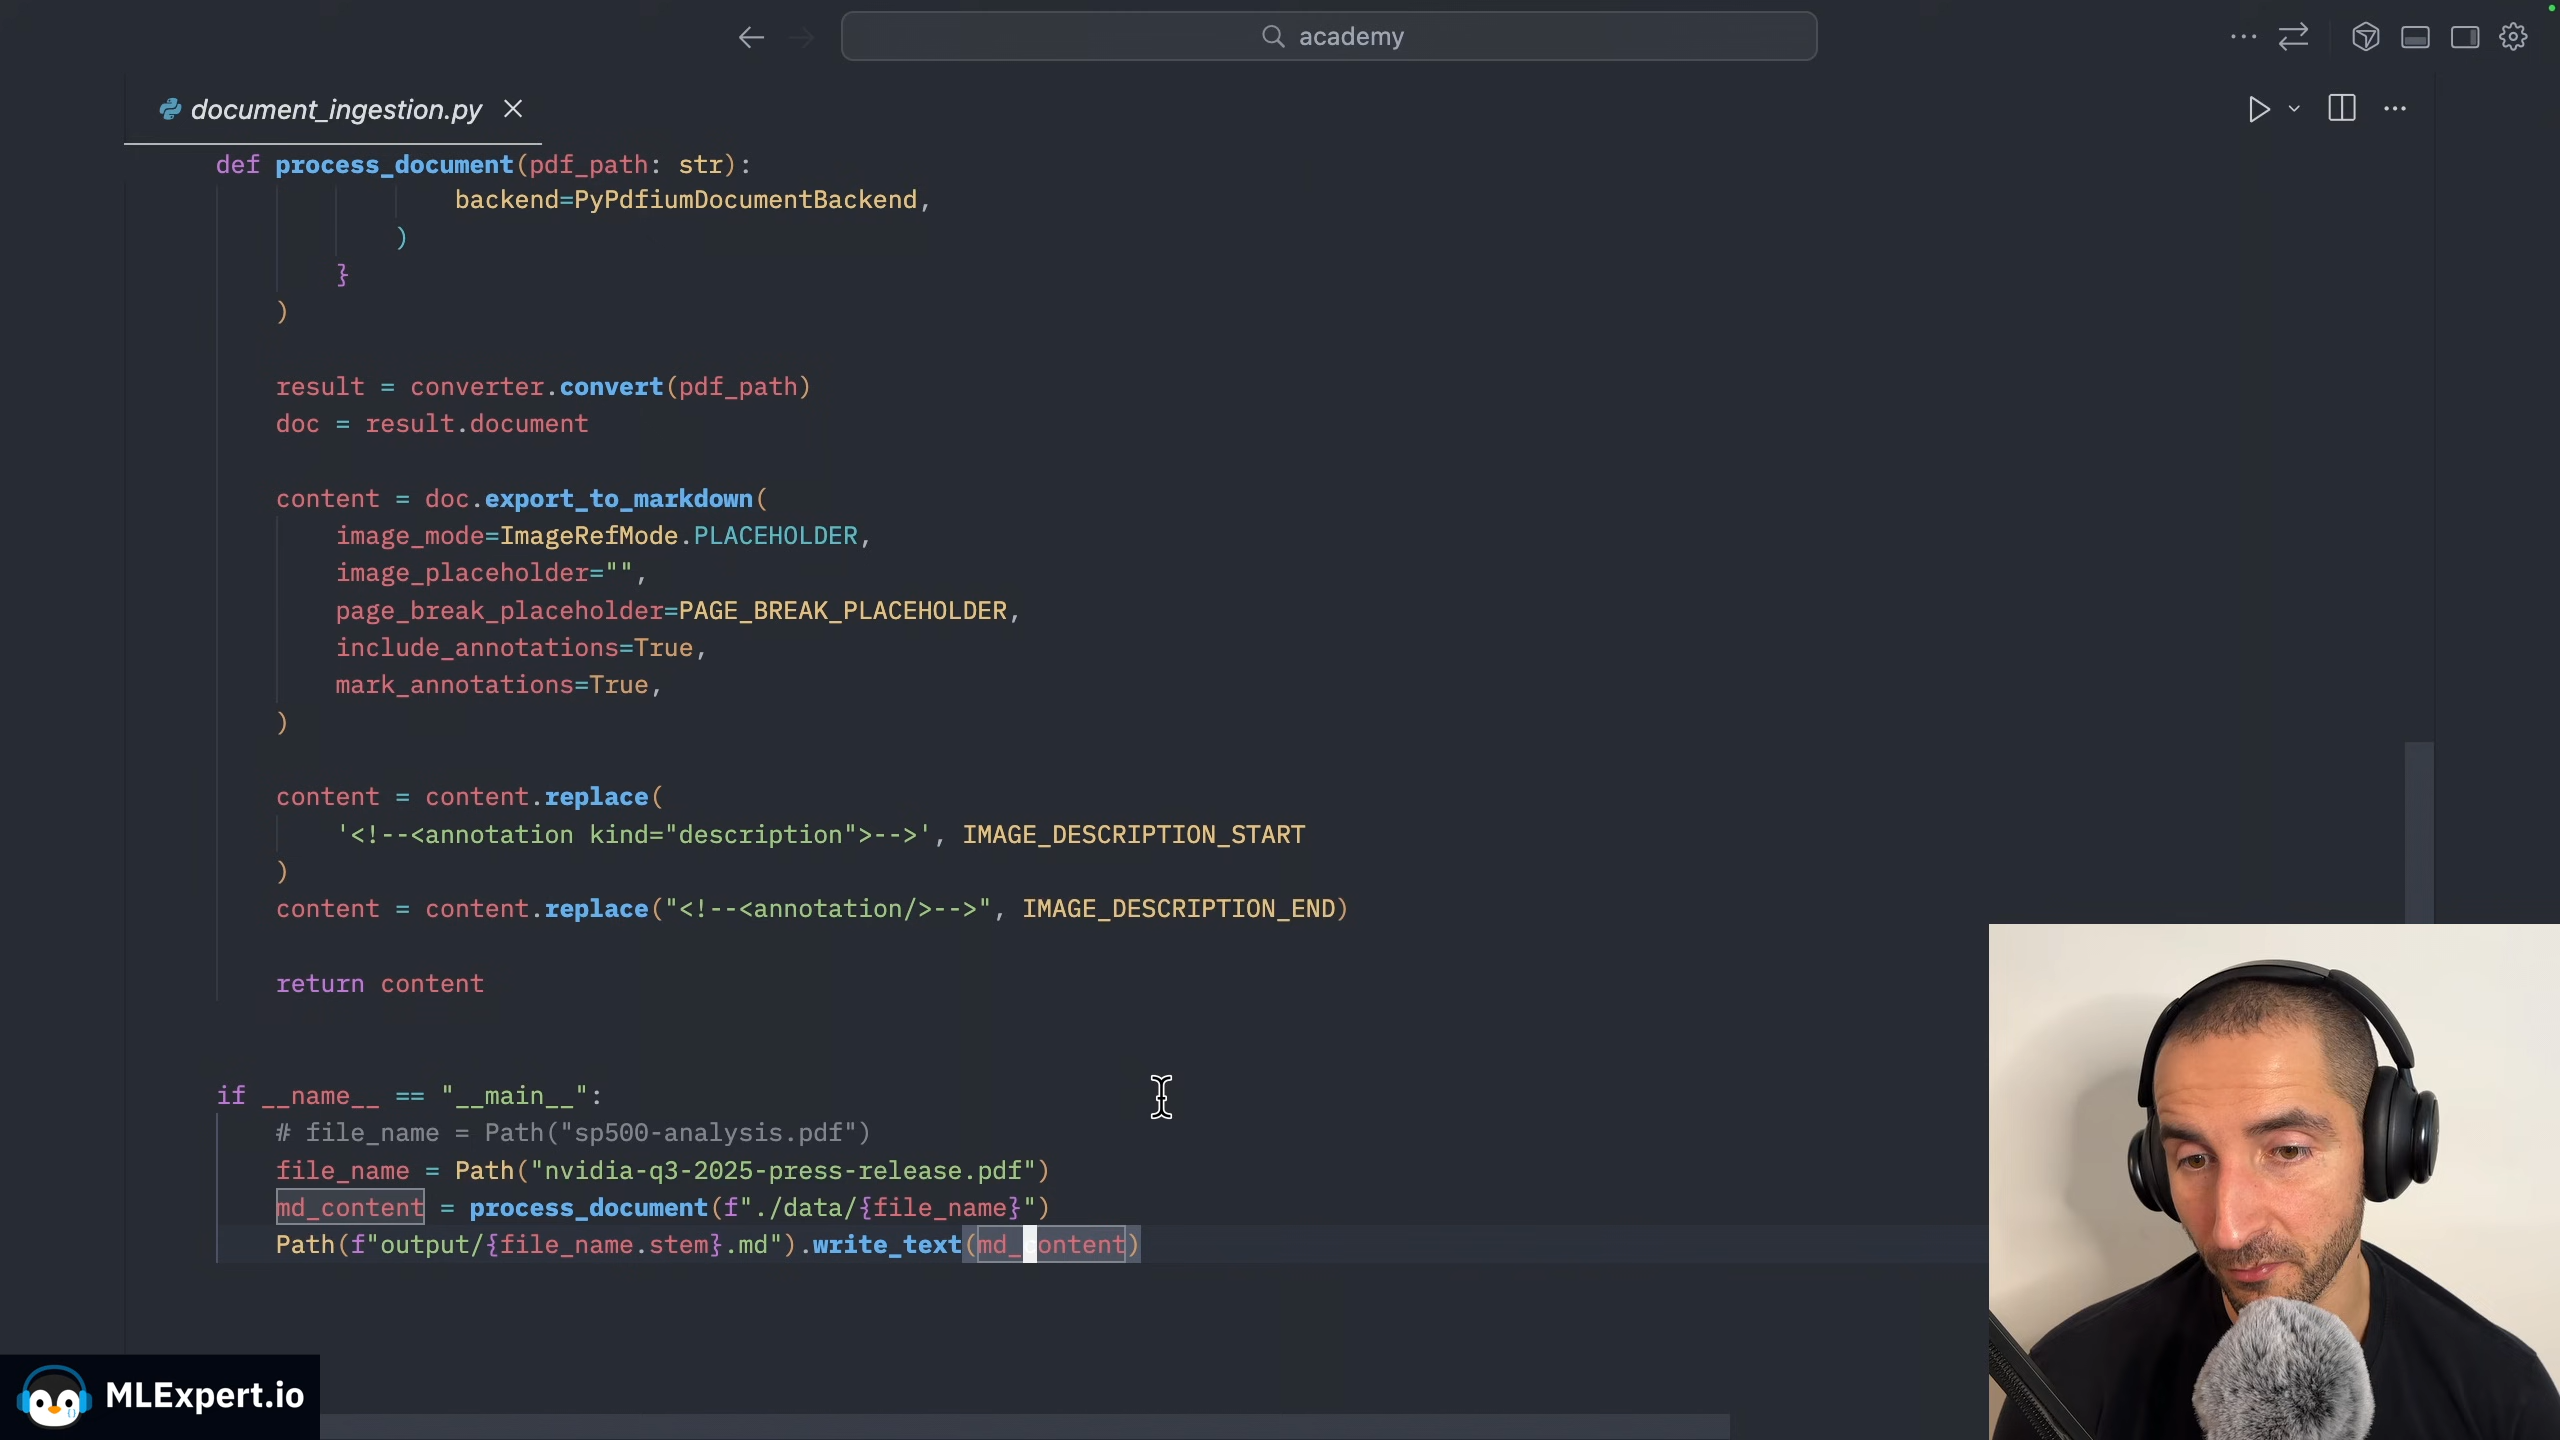 academy
document_ingestion.py
def process_document(pdf_path: str):
backend=PyPdfiumDocumentBackend,
)
}
)
result = converter.convert(pdf_path)
doc = result.document
content = doc.export_to_markdown(
image_mode=ImageRefMode.PLACEHOLDER,
image_placeholder="",
page_break_placeholder=PAGE_BREAK_PLACEHOLDER,
include_annotations=True,
mark_annotations=True,
)
content = content.replace(
'<!--<annotation kind="description">-->', IMAGE_DESCRIPTION_START
)
content = content.replace("<!--<annotation/>-->", IMAGE_DESCRIPTION_END)
return content
if __name__ == "__main__":
# file_name = Path("sp500-analysis.pdf")
file_name = Path("nvidia-q3-2025-press-release.pdf")
md_content = process_document(f"./data/{file_name}")
Path(f"output/{file_name.stem}.md").write_text(md_content)
MLExpert.io